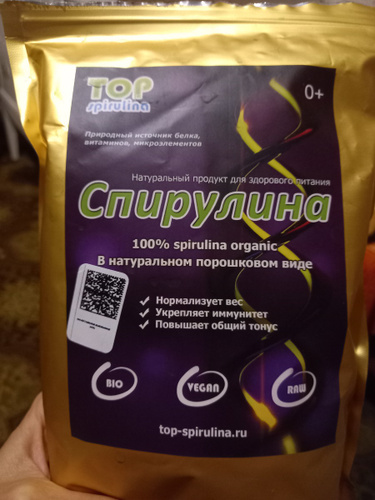 TOP
spirulina
0+
Природный источник белка,
витаминов, микроэлементов
Натуральный продукт для здорового питания
Спирулина
100% spirulina organic
В натуральном порошковом виде
✓ Нормализует вес
✓ Укрепляет иммунитет
✓ Повышает общий тонус
BIO
VEGAN
RAW
top-spirulina.ru